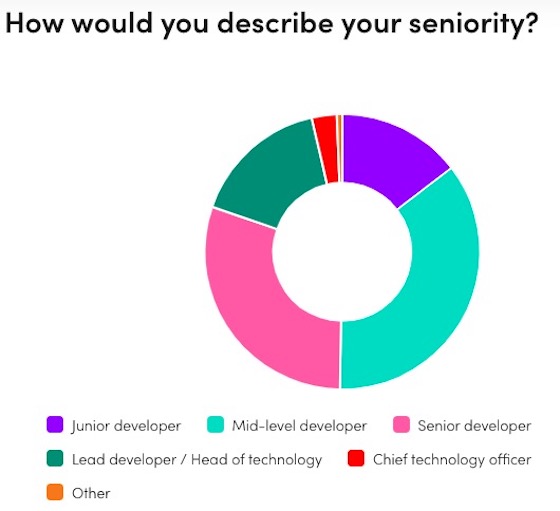 How would you describe your seniority?
Junior developer Mid-level developer Senior developer
Lead developer / Head of technology Chief technology officer
Other